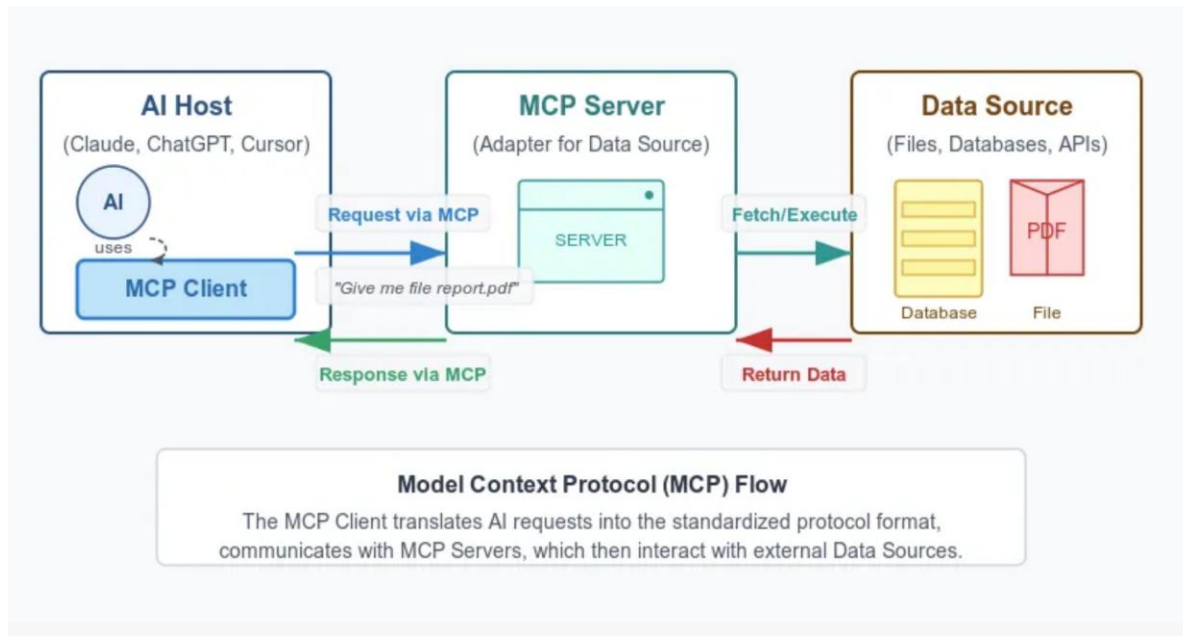 AI Host
(Claude, ChatGPT, Cursor)
AI
uses
MCP Client
Request via MCP
"Give me file report.pdf"
Response via MCP
MCP Server
(Adapter for Data Source)
SERVER
Fetch/Execute
Return Data
Data Source
(Files, Databases, APIs)
PDF
Database
File
Model Context Protocol (MCP) Flow
The MCP Client translates AI requests into the standardized protocol format,
communicates with MCP Servers, which then interact with external Data Sources.